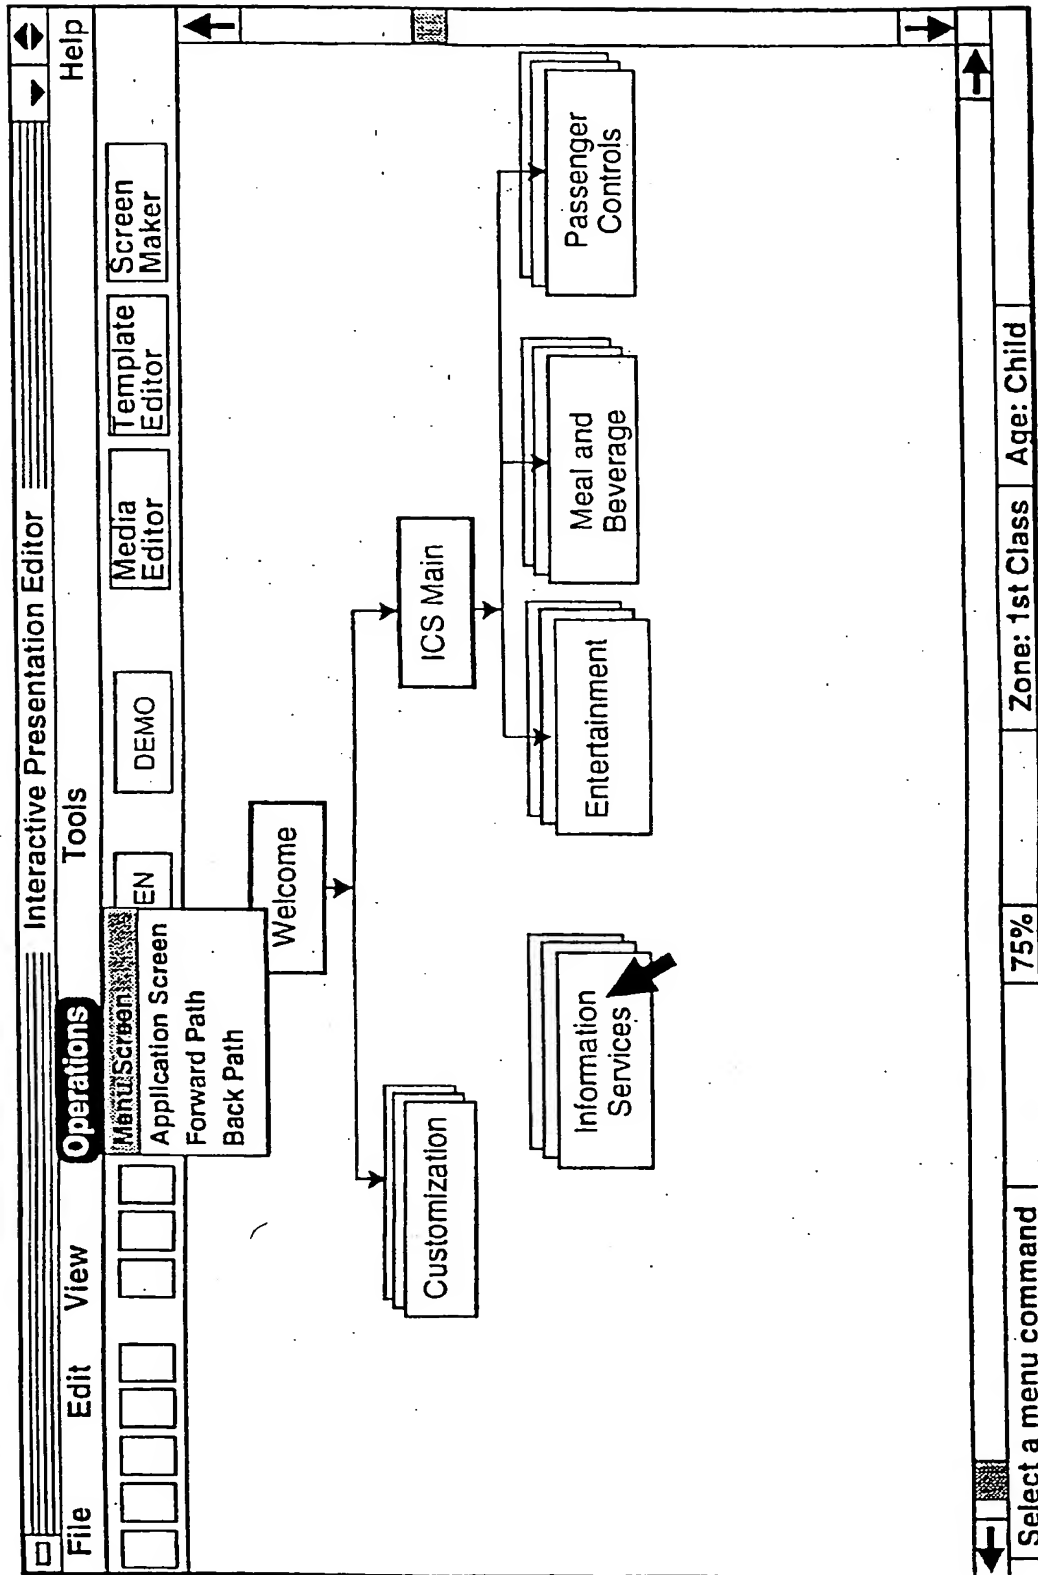 Interactive Presentation Editor
File Edit View Operations Tools Help
Menu Screen
Application Screen
Forward Path
Back Path
EN
DEMO
Media
Editor
Template
Editor
Screen
Maker
Welcome
Customization
ICS Main
Information
Services
Entertainment
Meal and
Beverage
Passenger
Controls
Select a menu command 75% Zone: 1st Class Age: Child